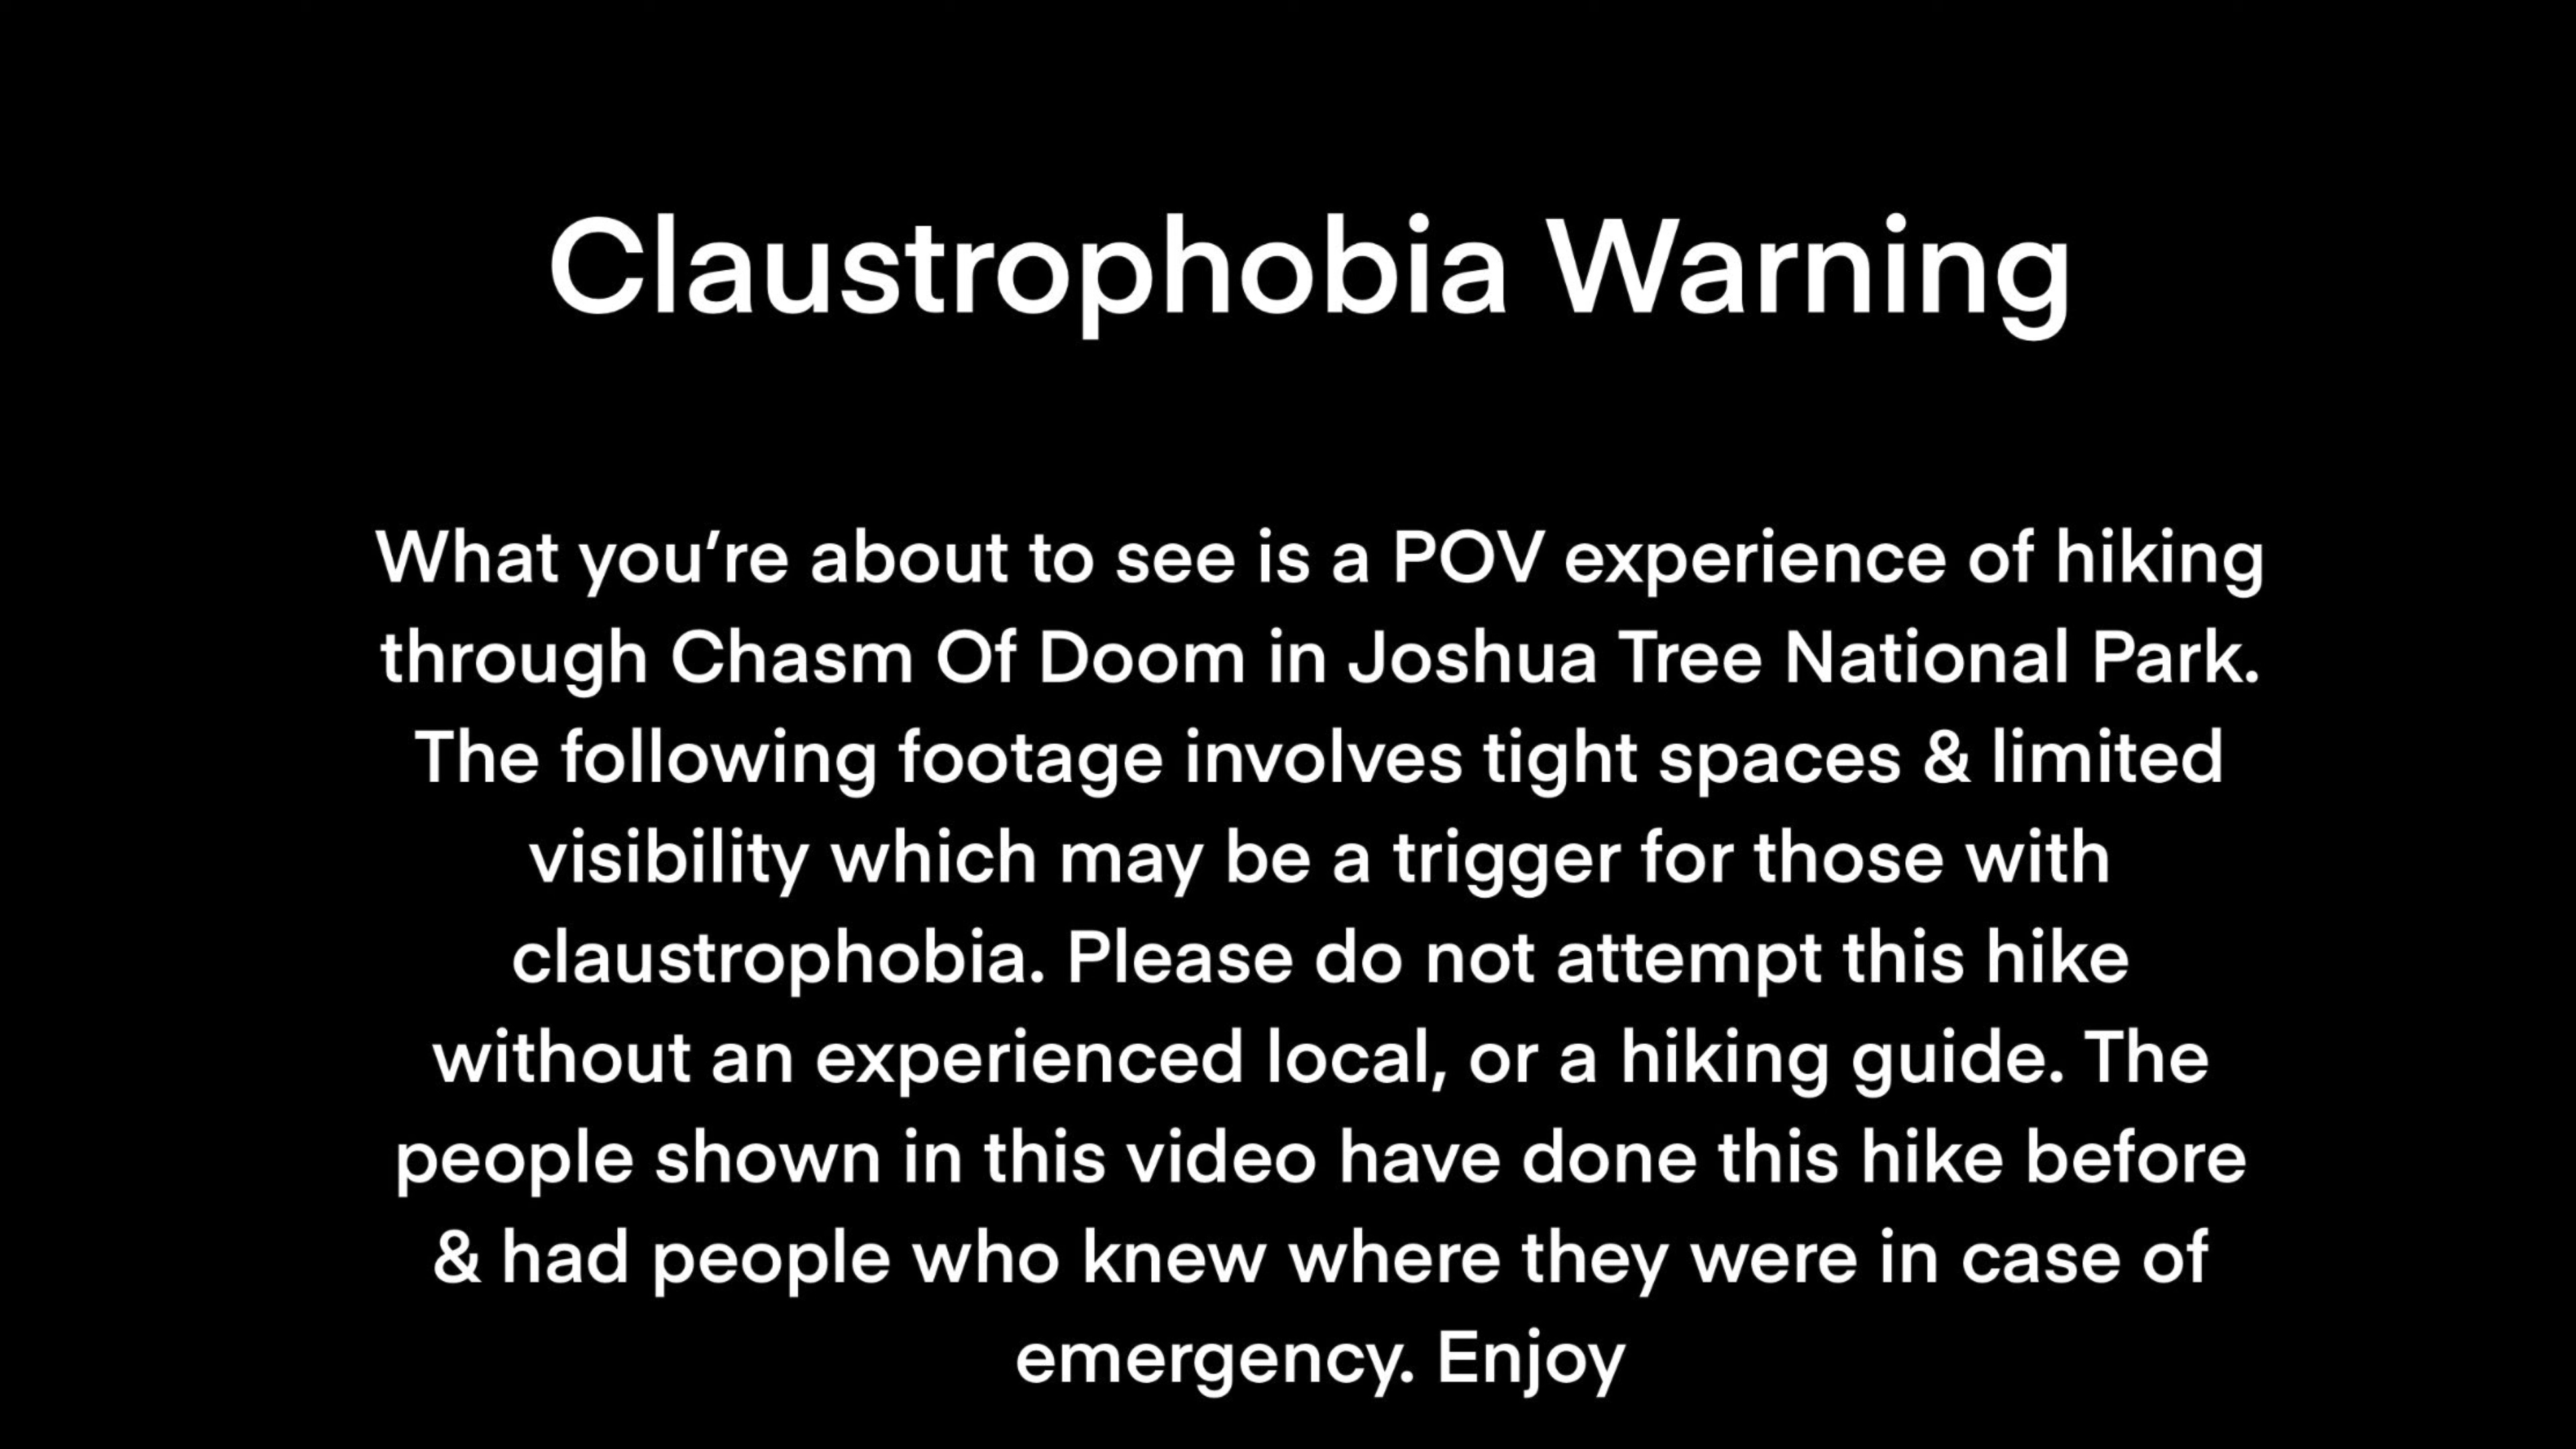 Claustrophobia Warning
What you’re about to see is a POV experience of hiking
through Chasm Of Doom in Joshua Tree National Park.
The following footage involves tight spaces & limited
visibility which may be a trigger for those with
claustrophobia. Please do not attempt this hike
without an experienced local, or a hiking guide. The
people shown in this video have done this hike before
& had people who knew where they were in case of
emergency. Enjoy